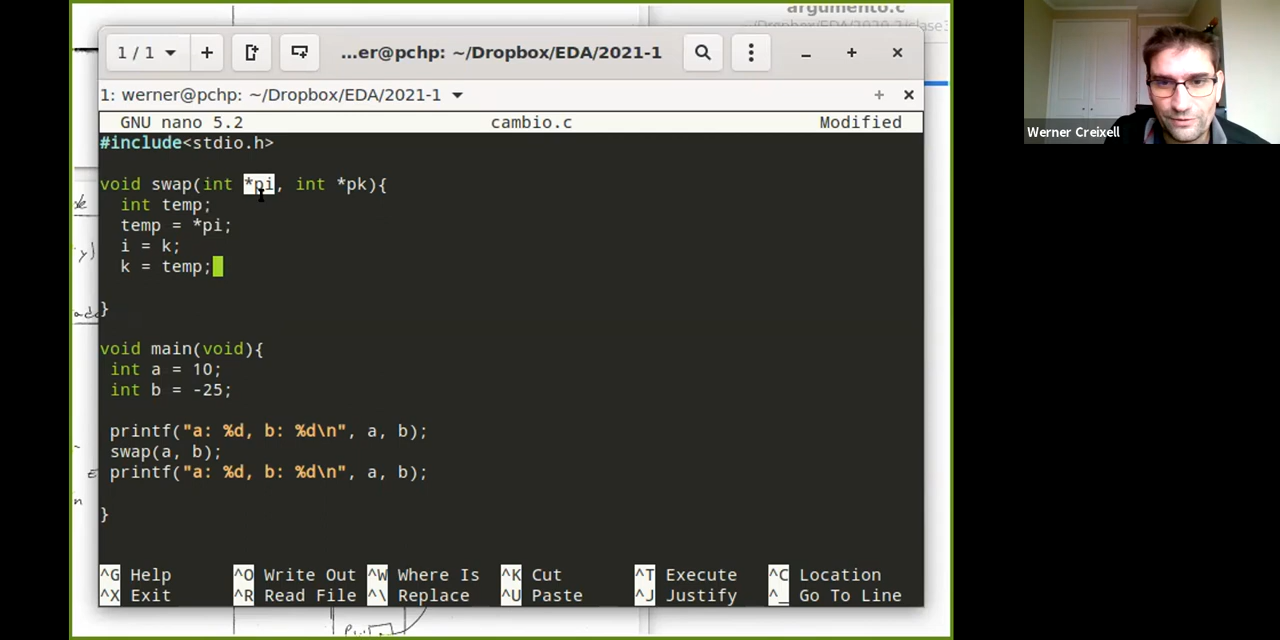 argumento.c
1 / 1
...er@pchp: ~/Dropbox/EDA/2021-1
1: werner@pchp: ~/Dropbox/EDA/2021-1
GNU nano 5.2 cambio.c Modified
#include<stdio.h>
void swap(int *pi, int *pk){
int temp;
temp = *pi;
i = k;
k = temp;
}
void main(void){
int a = 10;
int b = -25;
printf("a: %d, b: %d\n", a, b);
swap(a, b);
printf("a: %d, b: %d\n", a, b);
}
^G Help ^O Write Out ^W Where Is ^K Cut ^T Execute ^C Location
^X Exit ^R Read File ^\ Replace ^U Paste ^J Justify ^_ Go To Line
Werner Creixell